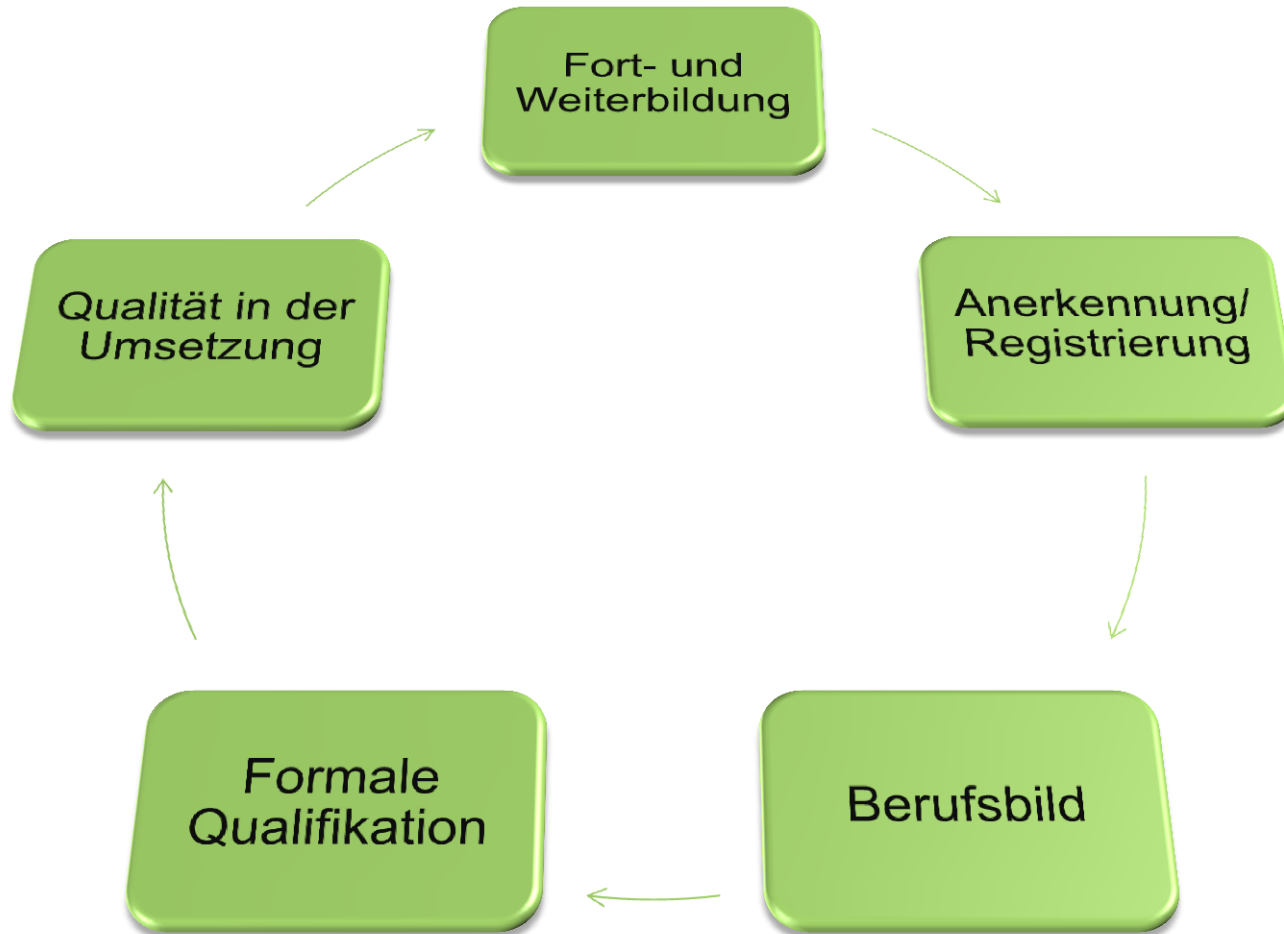 Fort- und
Weiterbildung
Qualität in der
Umsetzung
Anerkennung/
Registrierung
Formale
Qualifikation
Berufsbild